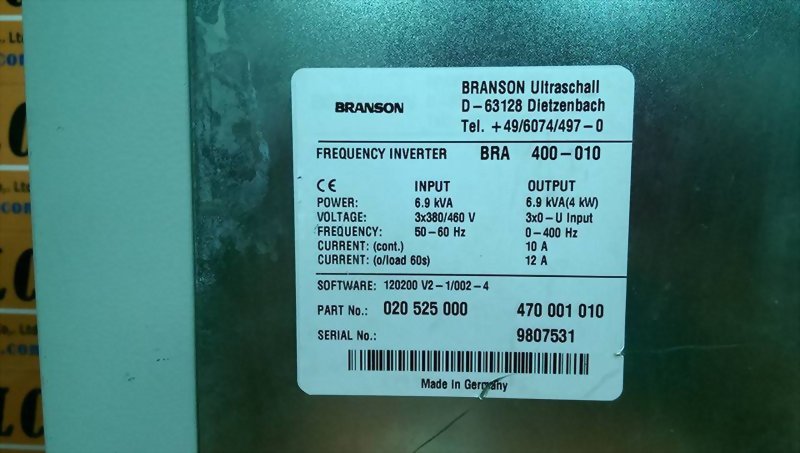 BRANSON
BRANSON Ultraschall
D-63128 Dietzenbach
Tel. +49/6074/497-0
FREQUENCY INVERTER BRA 400-010
CE INPUT OUTPUT
POWER: 6.9 kVA 6.9 kVA(4 kW)
VOLTAGE: 3x380/460 V 3x0-U Input
FREQUENCY: 50-60 Hz 0-400 Hz
CURRENT: (cont.) 10 A
CURRENT: (o/load 60s) 12 A
SOFTWARE: 120200 V2-1/002-4
PART No.: 020 525 000 470 001 010
SERIAL No.: 9807531
Made in Germany